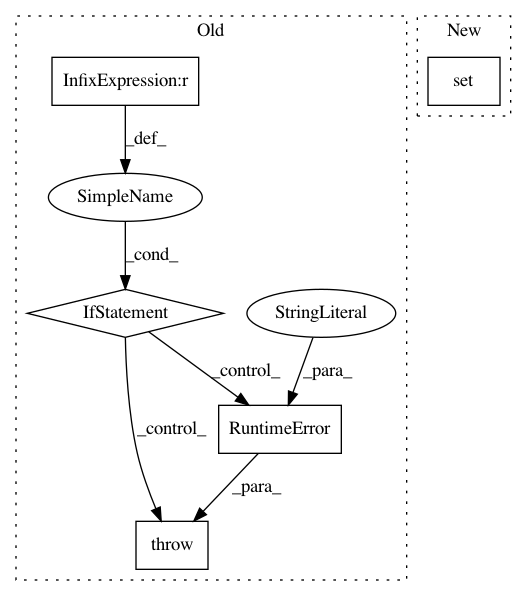 Old
New
InfixExpression:r
set
_def_
SimpleName
_cond_
IfStatement
StringLiteral
_control_
_para_
_control_
RuntimeError
_para_
throw